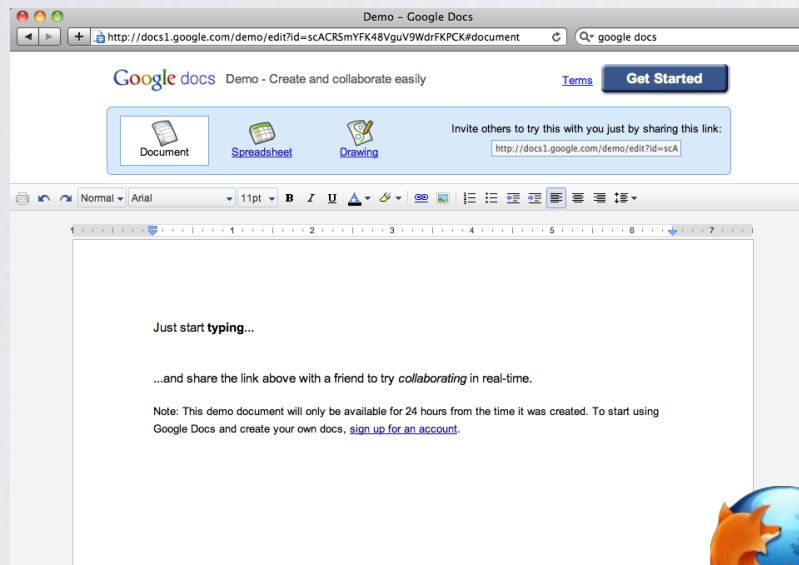 Demo – Google Docs
http://docs1.google.com/demo/edit?id=scACRSmYFK48VguV9WdrFKPCK#document
google docs
Google docs Demo - Create and collaborate easily
Terms
Get Started
Document
Spreadsheet
Drawing
Invite others to try this with you just by sharing this link:
http://docs1.google.com/demo/edit?id=scA
Normal Arial 11pt B I U A
1 1 2 3 4 5 6 7
Just start typing...
...and share the link above with a friend to try collaborating in real-time.
Note: This demo document will only be available for 24 hours from the time it was created. To start using
Google Docs and create your own docs, sign up for an account.